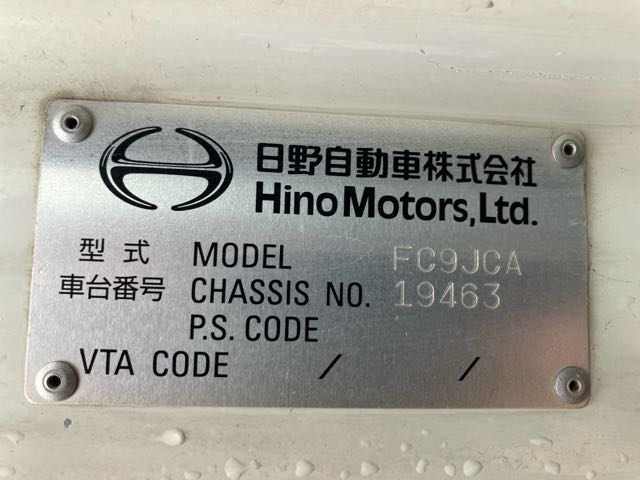 日野自動車株式会社
Hino Motors, Ltd.
型式 MODEL FC9JCA
車台番号 CHASSIS NO. 19463
P.S. CODE
VTA CODE / /